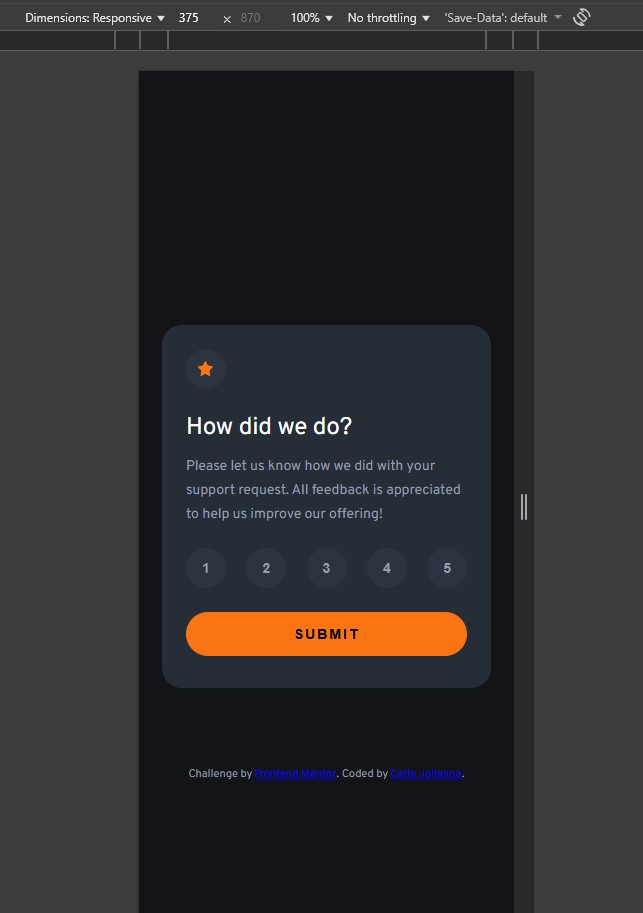 Dimensions: Responsive ▼ 375 × 870 100% ▼ No throttling ▼ 'Save-Data': default ▼
How did we do?
Please let us know how we did with your
support request. All feedback is appreciated
to help us improve our offering!
1 2 3 4 5
SUBMIT
Challenge by Frontend Mentor. Coded by Carla Johanna.